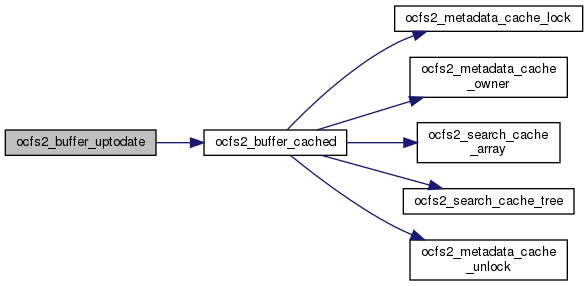 ocfs2_metadata_cache_lock
ocfs2_metadata_cache
_owner
ocfs2_buffer_uptodate
ocfs2_buffer_cached
ocfs2_search_cache
_array
ocfs2_search_cache_tree
ocfs2_metadata_cache
_unlock